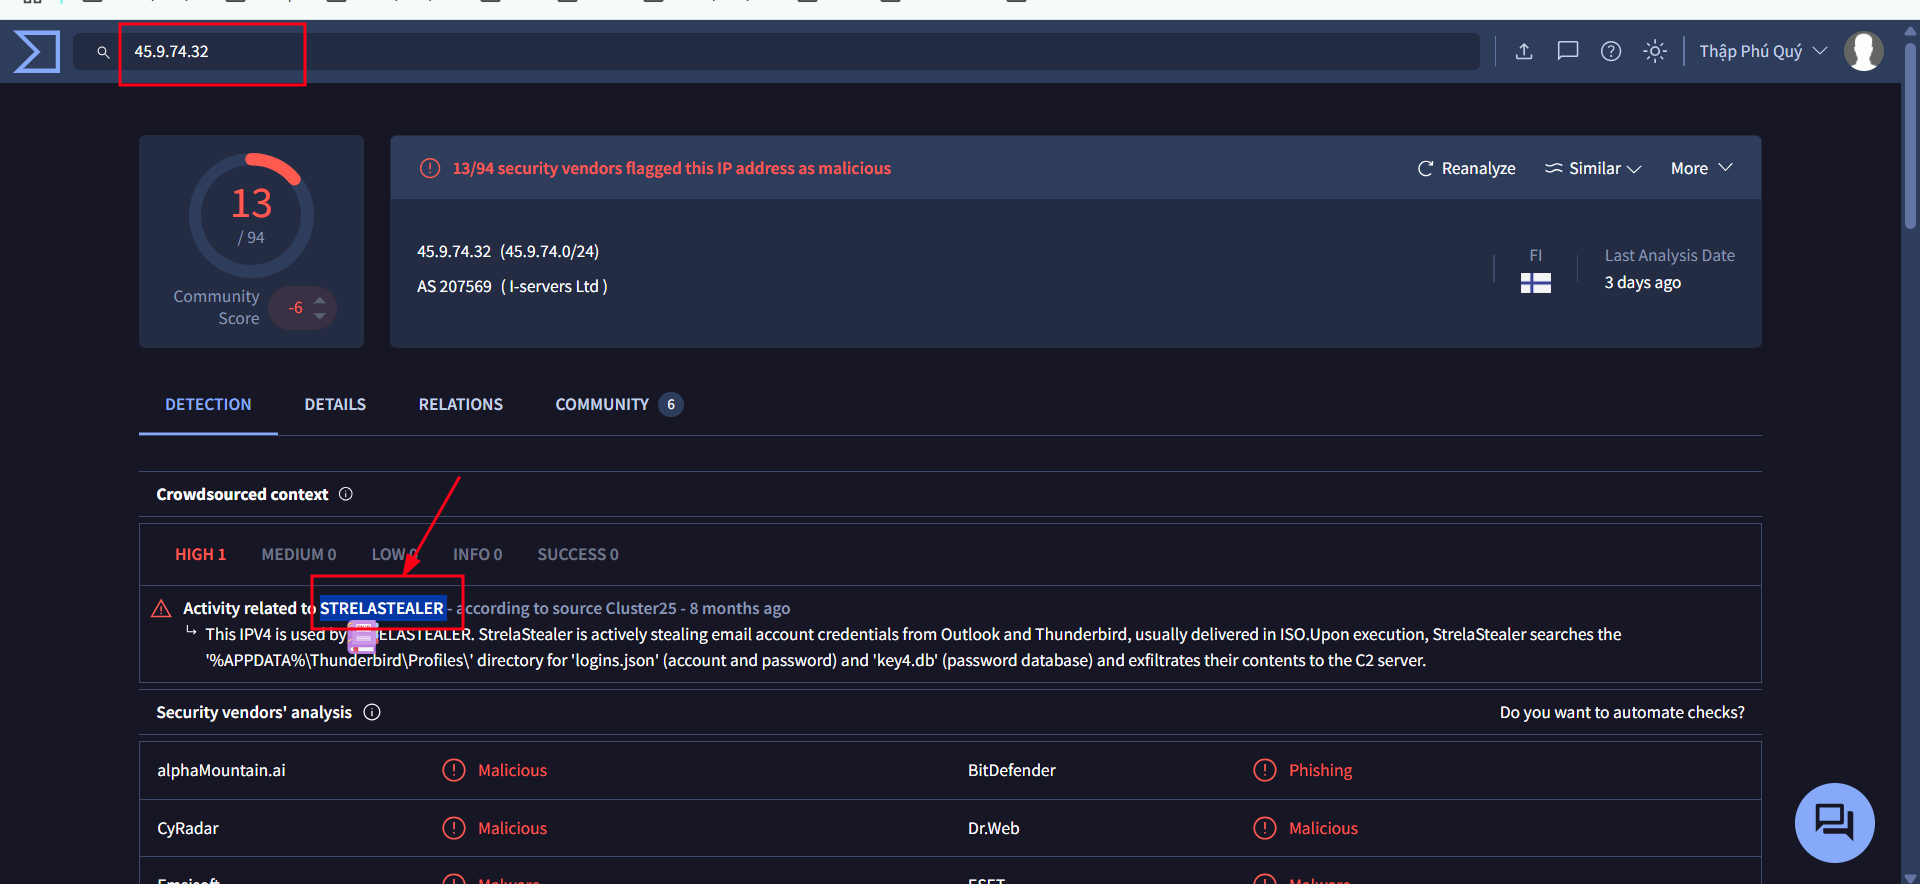 45.9.74.32
Thập Phú Quý
13
/ 94
Community
Score
-6
13/94 security vendors flagged this IP address as malicious
Reanalyze
Similar
More
45.9.74.32 (45.9.74.0/24)
AS 207569 ( I-servers Ltd )
FI
Last Analysis Date
3 days ago
DETECTION
DETAILS
RELATIONS
COMMUNITY 6
Crowdsourced context
HIGH 1
MEDIUM 0
LOW 0
INFO 0
SUCCESS 0
Activity related to STRELASTEALER - according to source Cluster25 - 8 months ago
This IPV4 is used by ELASTEALER. StrelaStealer is actively stealing email account credentials from Outlook and Thunderbird, usually delivered in ISO.Upon execution, StrelaStealer searches the
'%APPDATA%\Thunderbird\Profiles\' directory for 'logins.json' (account and password) and 'key4.db' (password database) and exfiltrates their contents to the C2 server.
Security vendors' analysis
Do you want to automate checks?
alphaMountain.ai
Malicious
BitDefender
Phishing
CyRadar
Malicious
Dr.Web
Malicious
Emsisoft
Malware
ESET
Malware